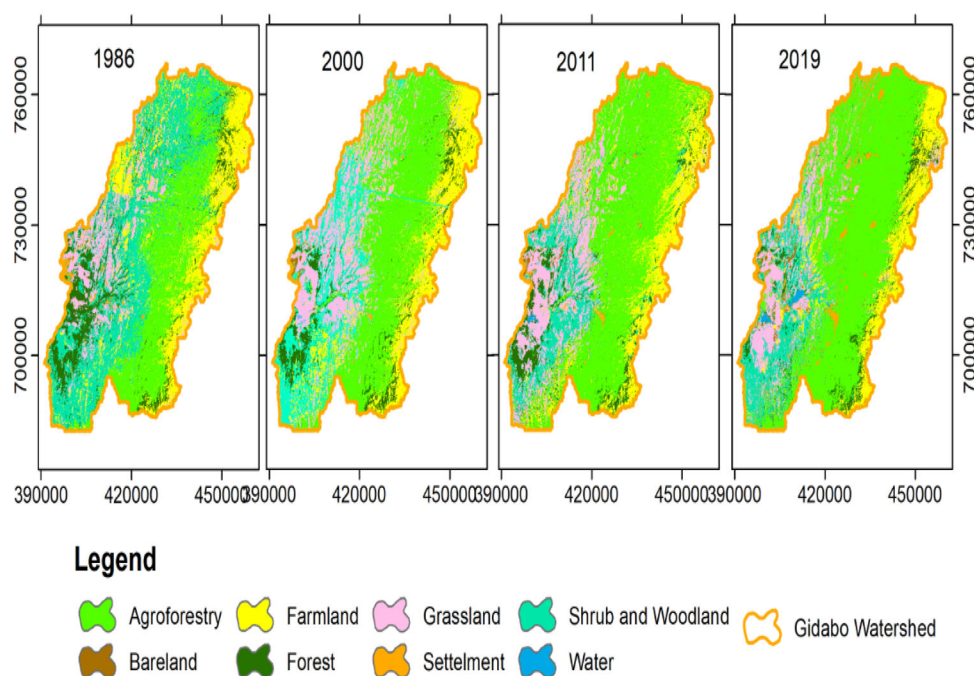 1986
2000
2011
2019
760000
730000
700000
760000
730000
700000
390000 420000 450000 390000 420000 450000 390000 420000 450000 390000 420000 450000
Legend
Agroforestry Farmland Grassland Shrub and Woodland Gidabo Watershed
Bareland Forest Settelment Water